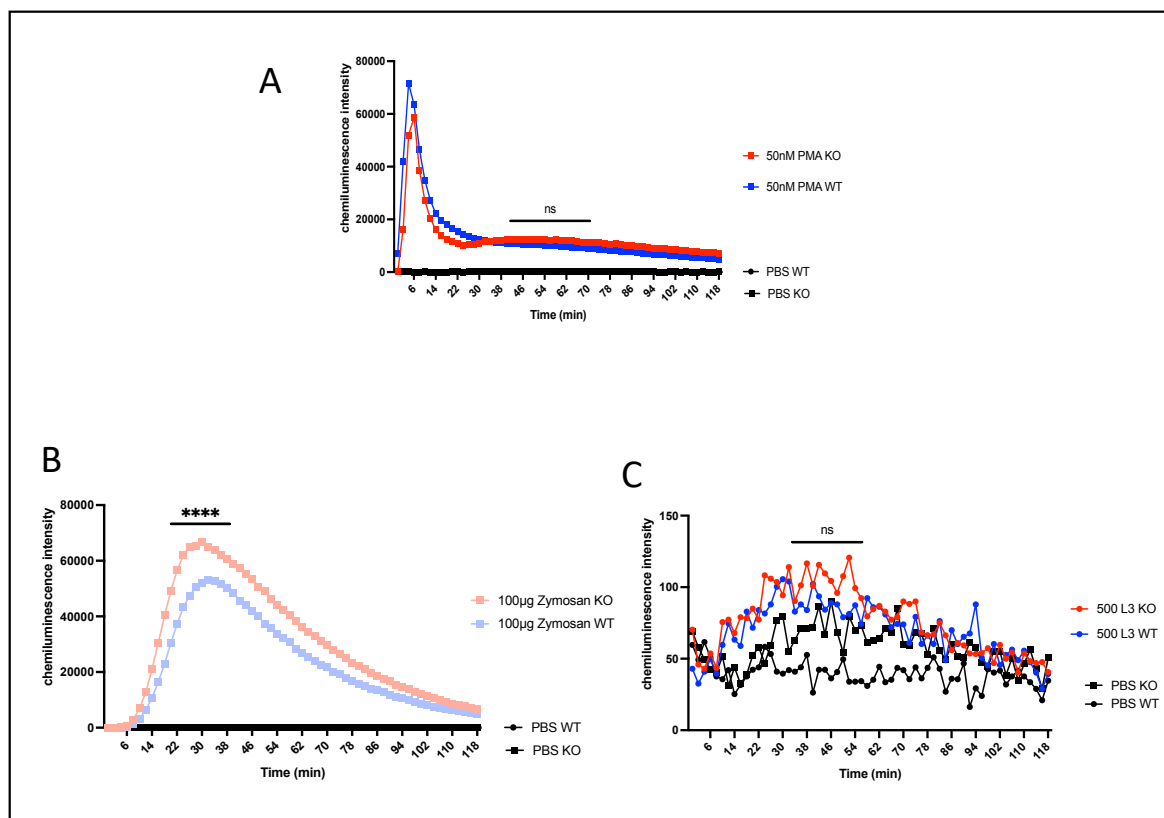 A
chemiluminescence intensity
80000
60000
40000
20000
0
ns
6 14 22 30 38 46 54 62 70 78 86 94 102 110 118
Time (min)
50nM PMA KO
50nM PMA WT
PBS WT
PBS KO
B
chemiluminescence intensity
80000
60000
40000
20000
0
****
6 14 22 30 38 46 54 62 70 78 86 94 102 110 118
Time (min)
100µg Zymosan KO
100µg Zymosan WT
PBS WT
PBS KO
C
chemiluminescence intensity
150
100
50
0
ns
6 14 22 30 38 46 54 62 70 78 86 94 102 110 118
Time (min)
500 L3 KO
500 L3 WT
PBS KO
PBS WT